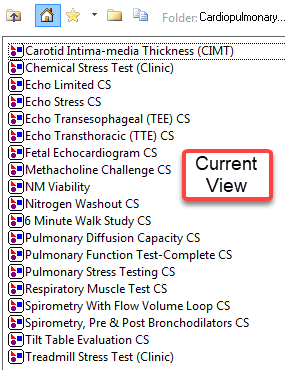 Folder: Cardiopulmonary...
Carotid Intima-media Thickness (CIMT)
Chemical Stress Test (Clinic)
Echo Limited CS
Echo Stress CS
Echo Transesophageal (TEE) CS
Echo Transthoracic (TTE) CS
Fetal Echocardiogram CS
Methacholine Challenge CS
NM Viability
Nitrogen Washout CS
6 Minute Walk Study CS
Pulmonary Diffusion Capacity CS
Pulmonary Function Test-Complete CS
Pulmonary Stress Testing CS
Respiratory Muscle Test CS
Spirometry With Flow Volume Loop CS
Spirometry, Pre & Post Bronchodilators CS
Tilt Table Evaluation CS
Treadmill Stress Test (Clinic)
Current
View